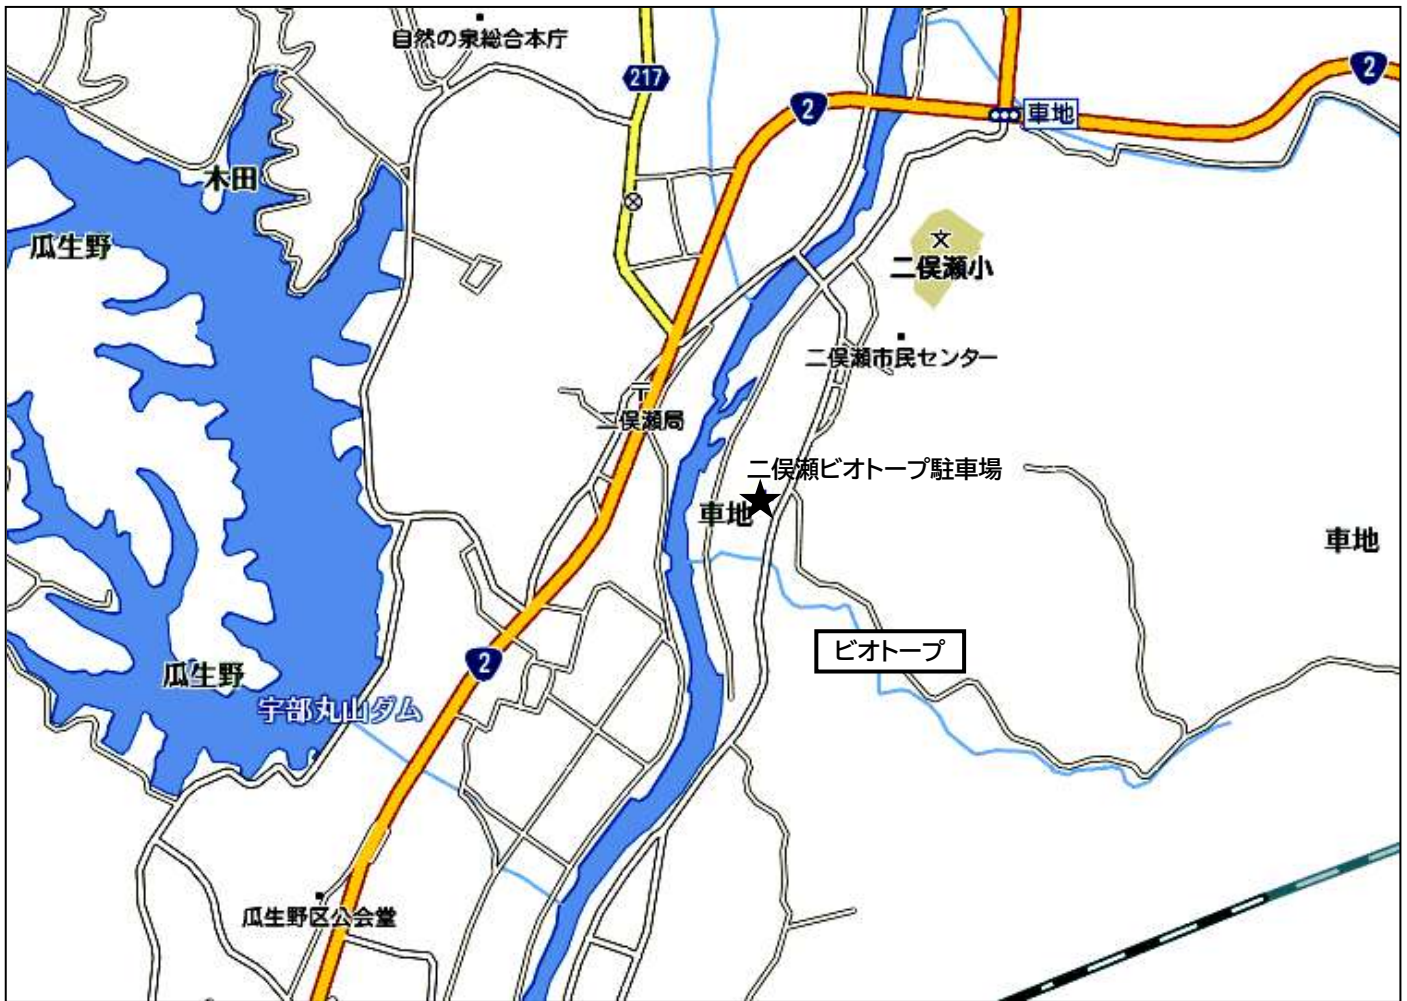 自然の泉総合本庁
217
2
2
車地
木田
瓜生野
文
二俣瀬小
二俣瀬市民センター
二俣瀬局
二俣瀬ビオトープ駐車場
車地
車地
ビオトープ
瓜生野
2
宇部丸山ダム
瓜生野区公会堂